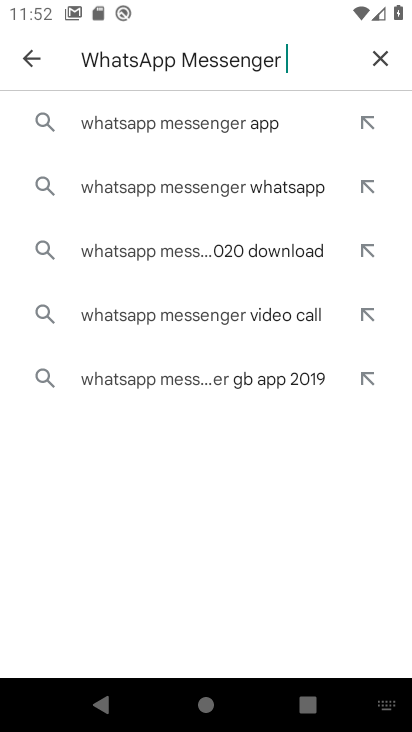 11:52
WhatsApp Messenger
whatsapp messenger app
whatsapp messenger whatsapp
whatsapp mess...020 download
whatsapp messenger video call
whatsapp mess...er gb app 2019